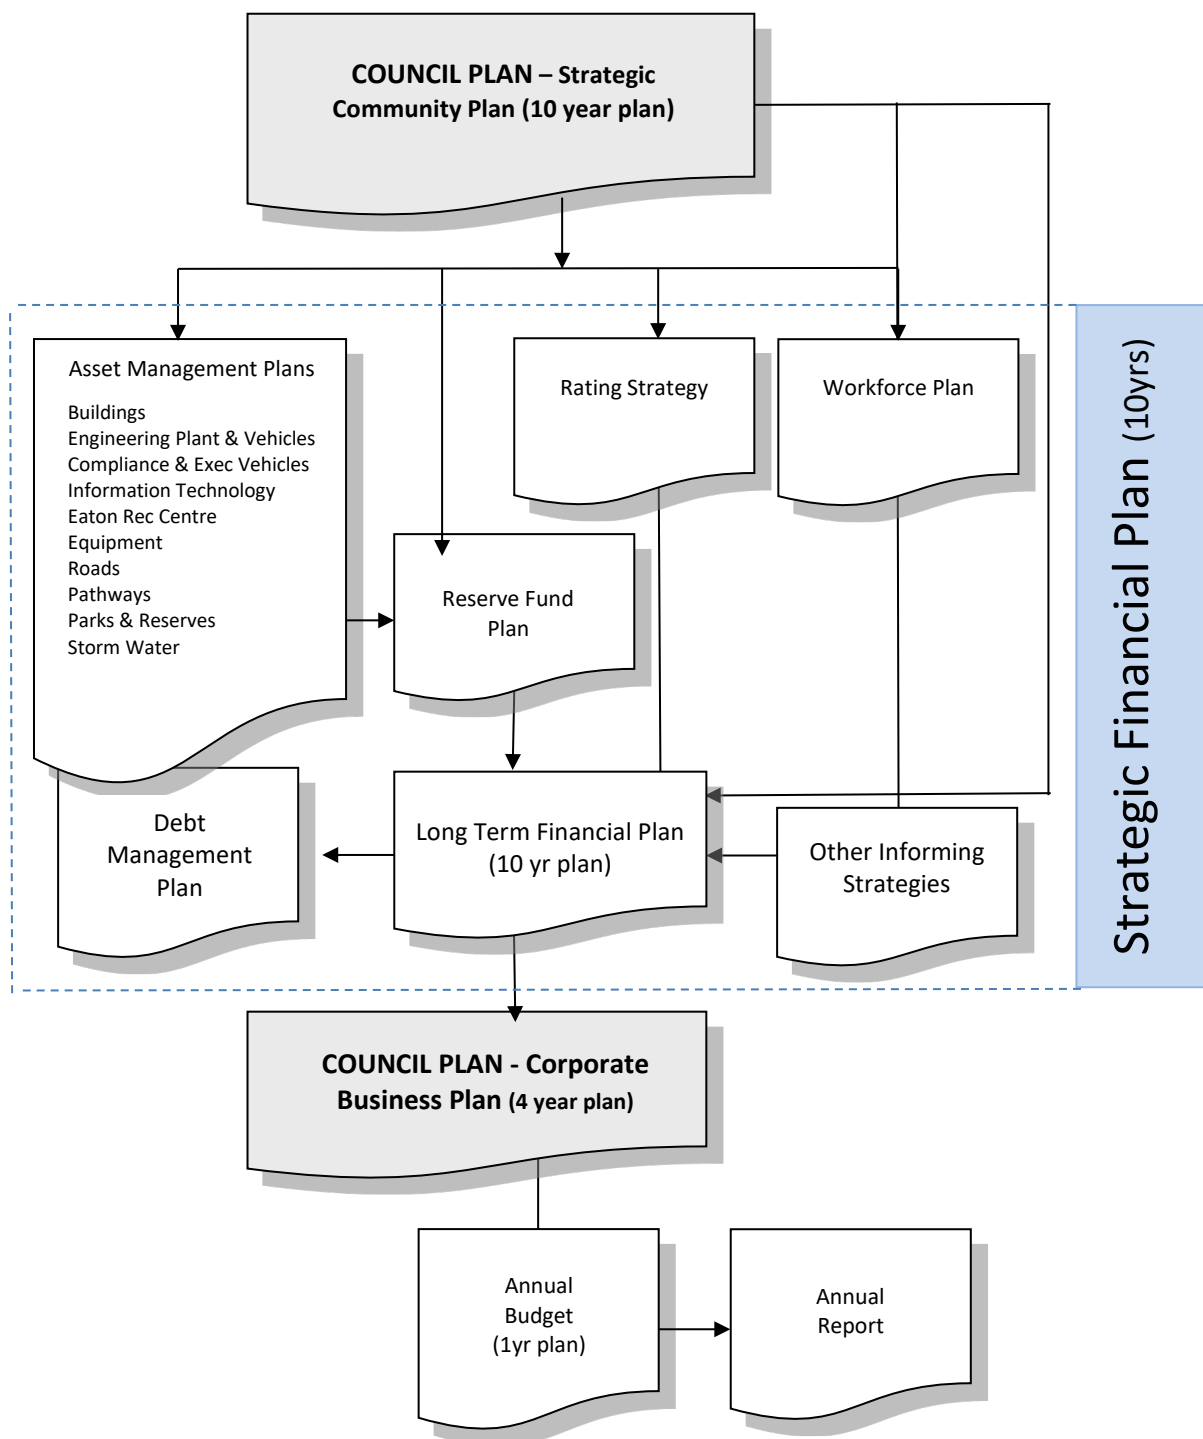 COUNCIL PLAN – Strategic
Community Plan (10 year plan)
Asset Management Plans
Buildings
Engineering Plant & Vehicles
Compliance & Exec Vehicles
Information Technology
Eaton Rec Centre
Equipment
Roads
Pathways
Parks & Reserves
Storm Water
Rating Strategy
Workforce Plan
Reserve Fund
Plan
Debt
Management
Plan
Long Term Financial Plan
(10 yr plan)
Other Informing
Strategies
Strategic Financial Plan (10yrs)
COUNCIL PLAN - Corporate
Business Plan (4 year plan)
Annual
Budget
(1yr plan)
Annual
Report